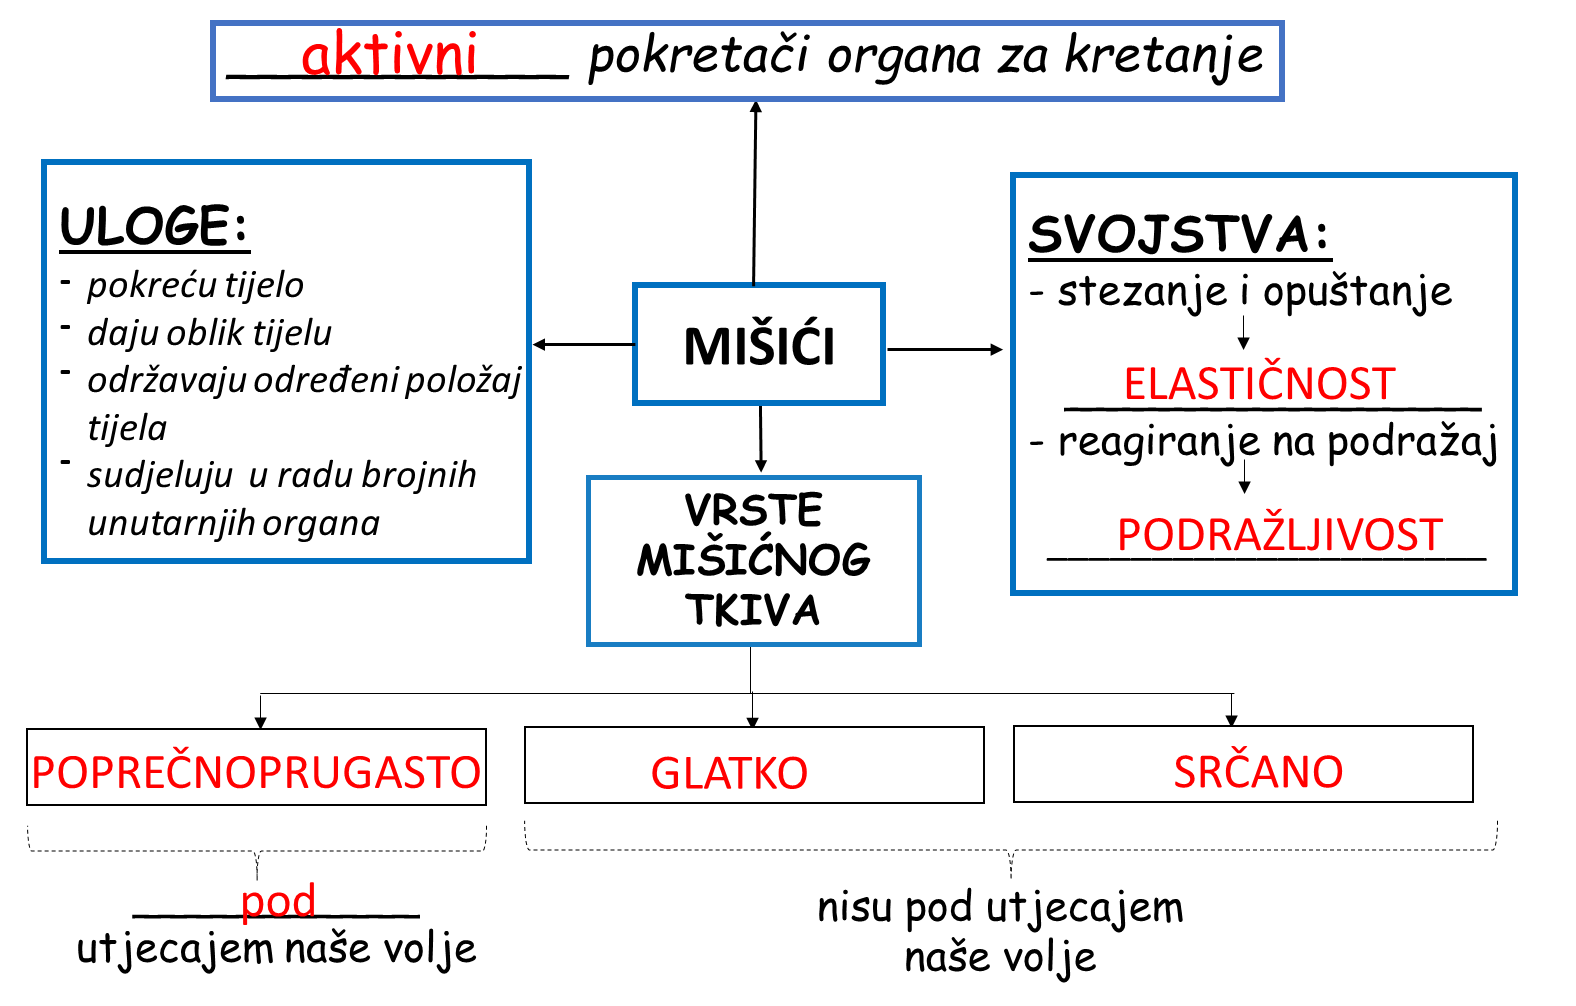 aktivni pokretači organa za kretanje
ULOGE:
- pokreću tijelo
- daju oblik tijelu
- održavaju određeni položaj
tijela
- sudjeluju u radu brojnih
unutarnjih organa
MIŠIĆI
SVOJSTVA:
- stezanje i opuštanje
ELASTIČNOST
- reagiranje na podražaj
PODRAŽLJIVOST
VRSTE
MIŠIĆNOG
TKIVA
POPREČNOPRUGASTO
GLATKO
SRČANO
pod
utjecajem naše volje
nisu pod utjecajem
naše volje